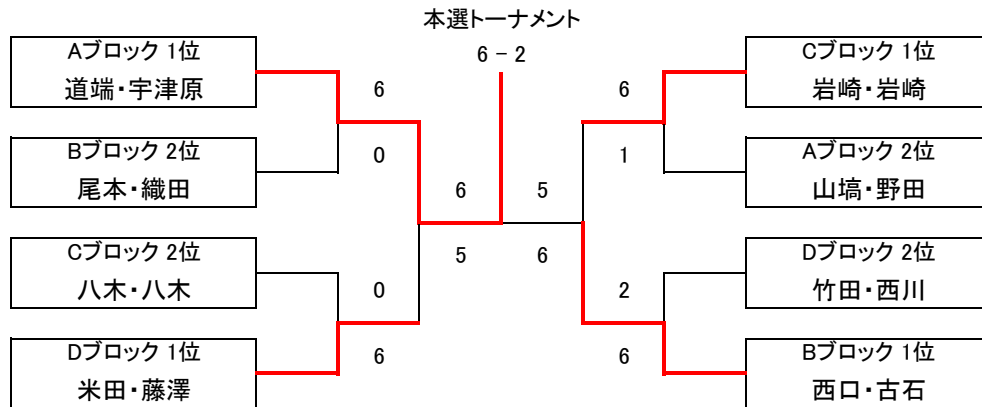 本選トーナメント
6 - 2
Aブロック 1位
道端・宇津原
6
0
Bブロック 2位
尾本・織田
6
5
Cブロック 2位
八木・八木
0
6
Dブロック 1位
米田・藤澤
Cブロック 1位
岩崎・岩崎
6
1
Aブロック 2位
山塙・野田
5
6
Dブロック 2位
竹田・西川
2
6
Bブロック 1位
西口・古石